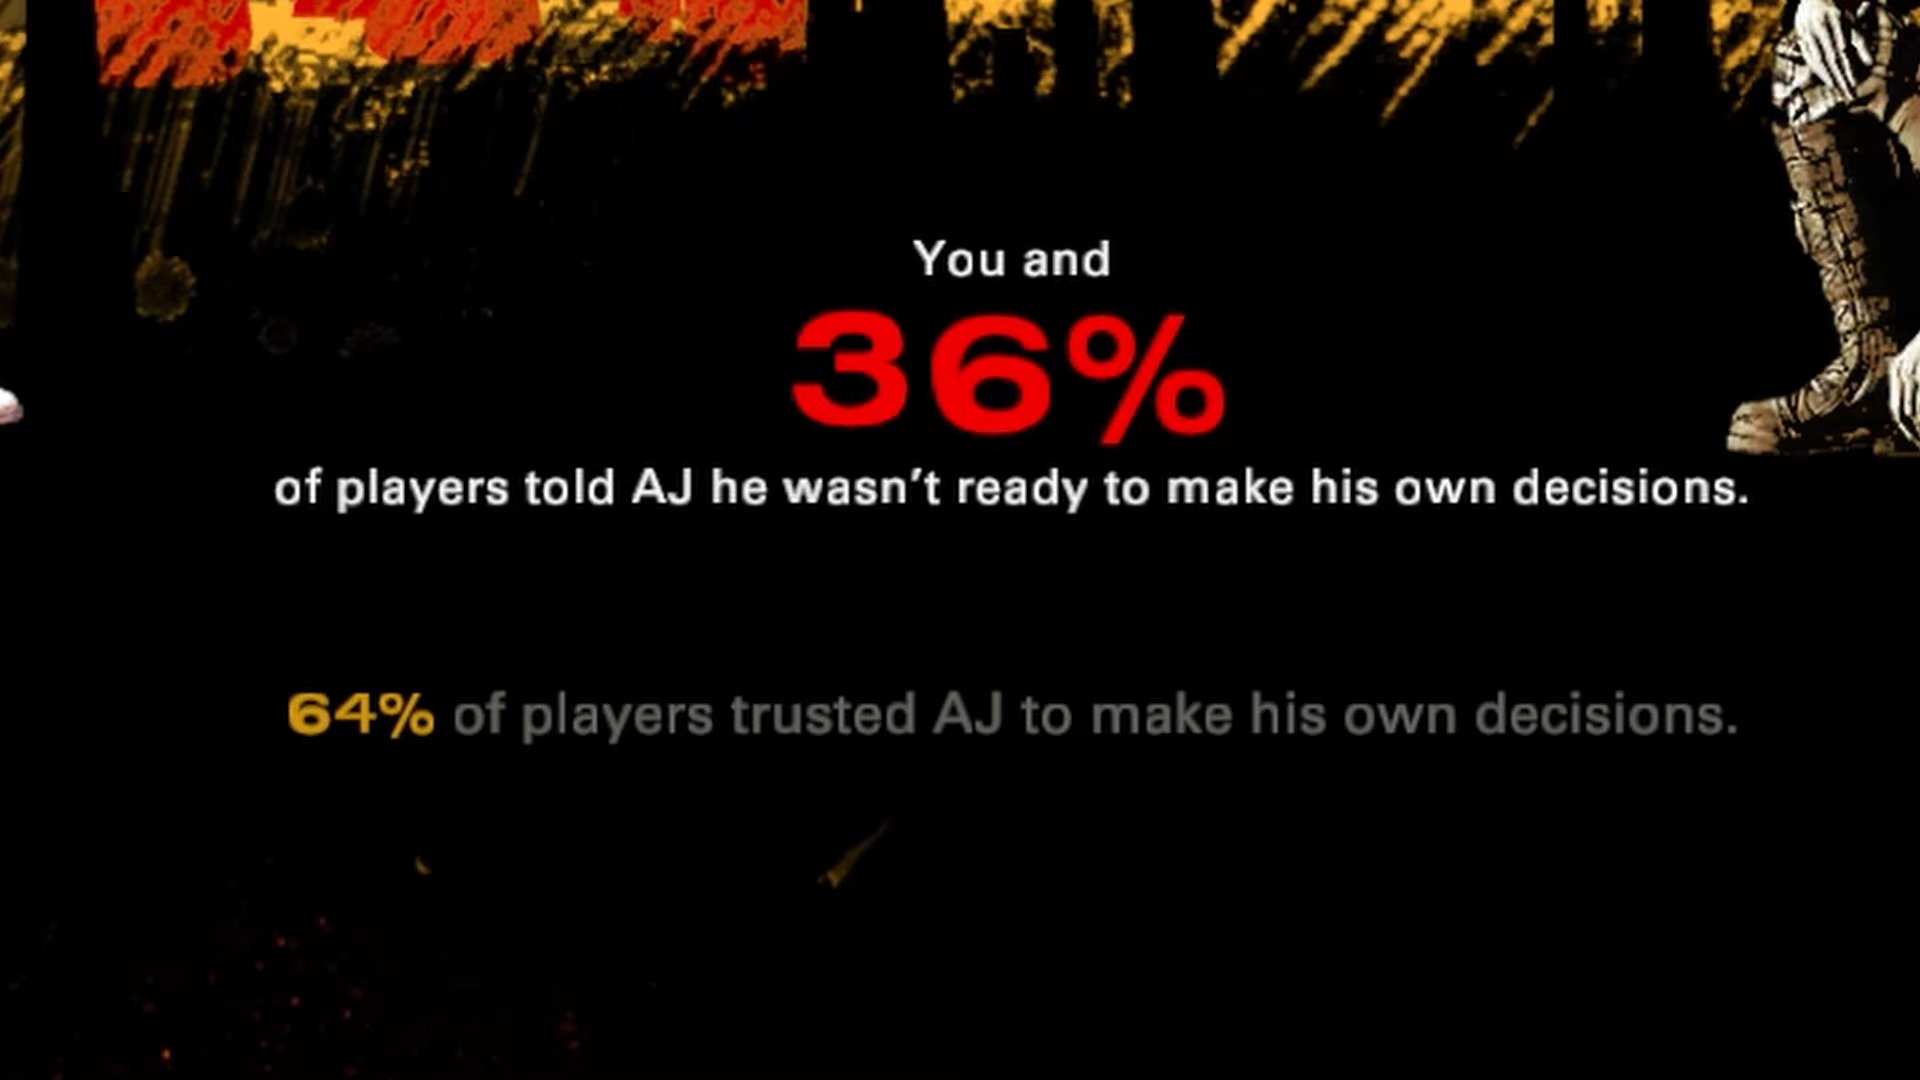 You and
36%
of players told AJ he wasn't ready to make his own decisions.
64% of players trusted AJ to make his own decisions.